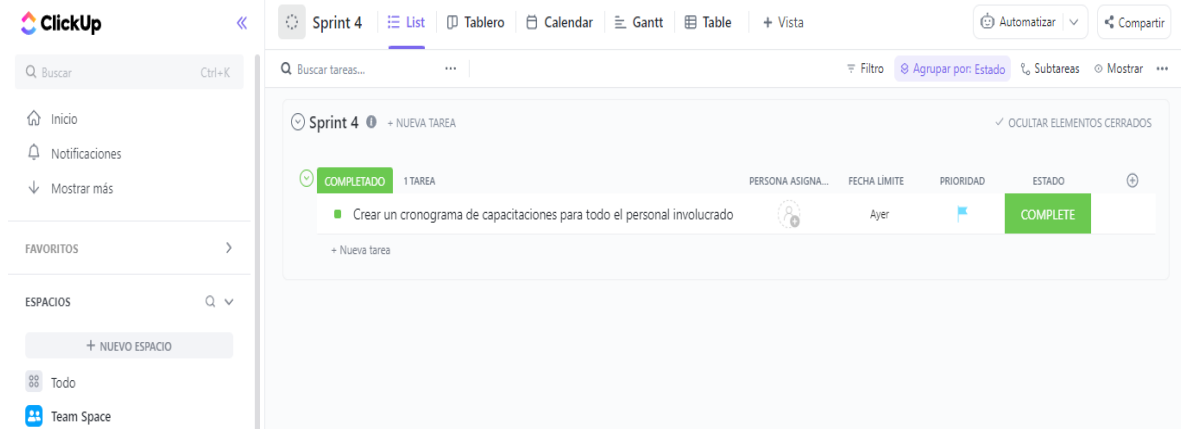 ClickUp
Buscar Ctrl+K
Inicio
Notificaciones
Mostrar más
FAVORITOS
ESPACIOS
+ NUEVO ESPACIO
Todo
Team Space
Sprint 4 List Tablero Calendar Gantt Table + Vista Automatizar Compartir
Buscar tareas... ... Filtro Agrupar por: Estado Subtareas Mostrar ...
Sprint 4 + NUEVA TAREA OCULTAR ELEMENTOS CERRADOS
COMPLETADO 1 TAREA PERSONA ASIGNA... FECHA LÍMITE PRIORIDAD ESTADO
Crear un cronograma de capacitaciones para todo el personal involucrado Ayer COMPLETE
+ Nueva tarea